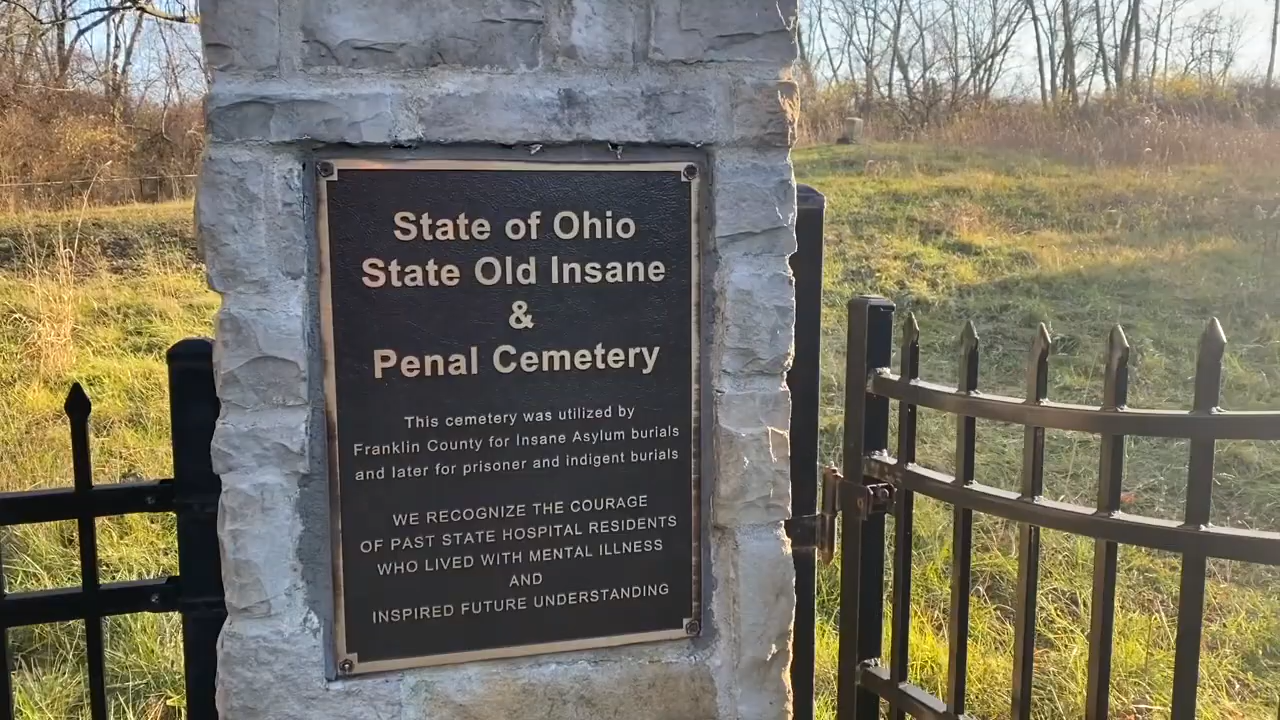 State of Ohio
State Old Insane
&
Penal Cemetery
This cemetery was utilized by
Franklin County for Insane Asylum burials
and later for prisoner and indigent burials
WE RECOGNIZE THE COURAGE
OF PAST STATE HOSPITAL RESIDENTS
WHO LIVED WITH MENTAL ILLNESS
AND
INSPIRED FUTURE UNDERSTANDING